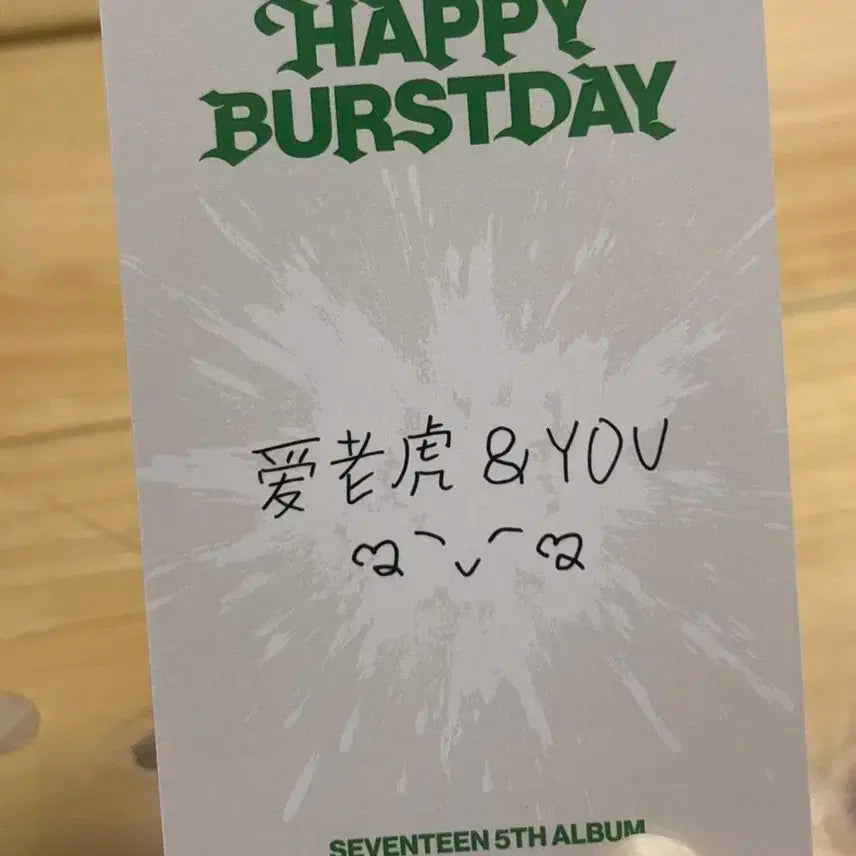 HAPPY
BURSTDAY
爱老虎 & YOU
ღ˘ᵕ˘ღ
SEVENTEEN 5TH ALBUM